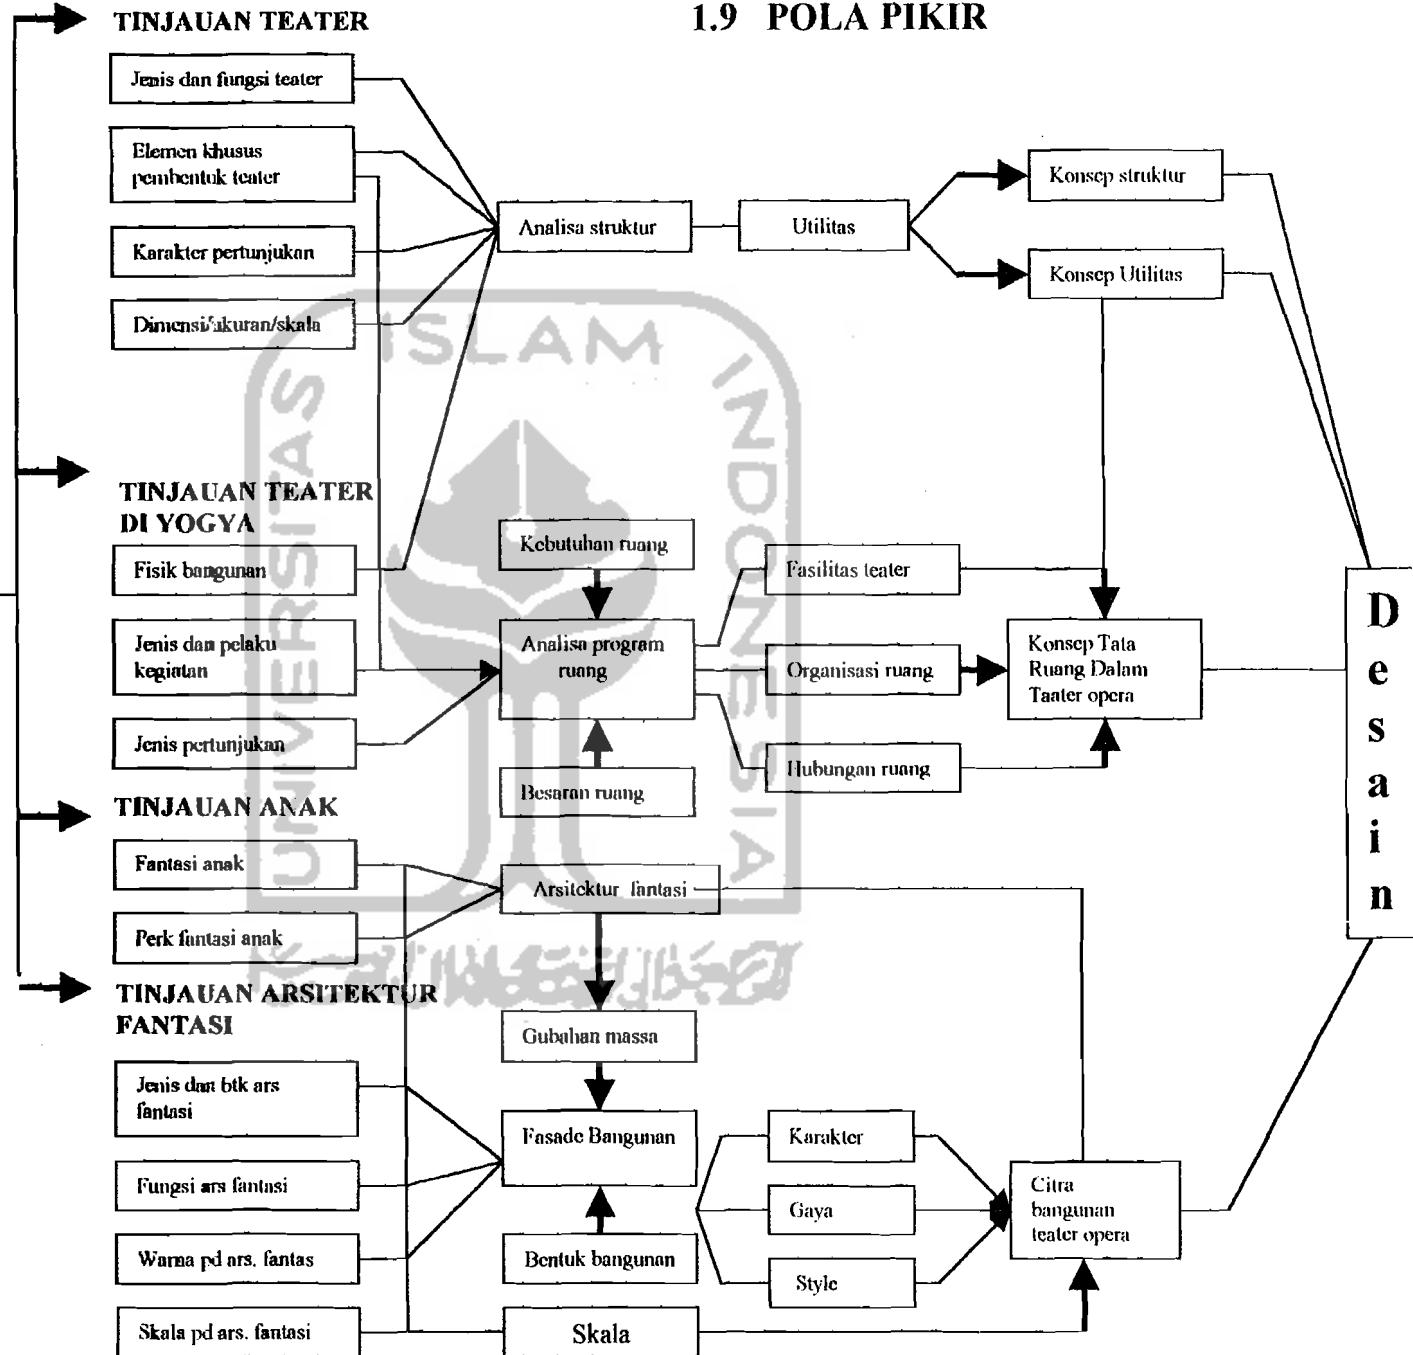 1.9 POLA PIKIR
TINJAUAN TEATER
Jenis dan fungsi teater
Elemen khusus
pembentuk teater
Karakter pertunjukan
Dimensi/ukuran/skala
Analisa struktur
Utilitas
Konsep struktur
Konsep Utilitas
TINJAUAN TEATER
DI YOGYA
Fisik bangunan
Jenis dan pelaku
kegiatan
Jenis pertunjukan
Kebutuhan ruang
Analisa program
ruang
Besaran ruang
Fasilitas teater
Organisasi ruang
Hubungan ruang
Konsep Tata
Ruang Dalam
Taater opera
Desain
TINJAUAN ANAK
Fantasi anak
Perk fantasi anak
Arsitektur fantasi
TINJAUAN ARSITEKTUR
FANTASI
Jenis dan btk ars
fantasi
Fungsi ars fantasi
Warna pd ars. fantas
Skala pd ars. fantasi
Gubahan massa
Fasade Bangunan
Bentuk bangunan
Skala
Karakter
Gaya
Style
Citra
bangunan
teater opera
UNIVERSITAS
ISLAM
INDONESIA